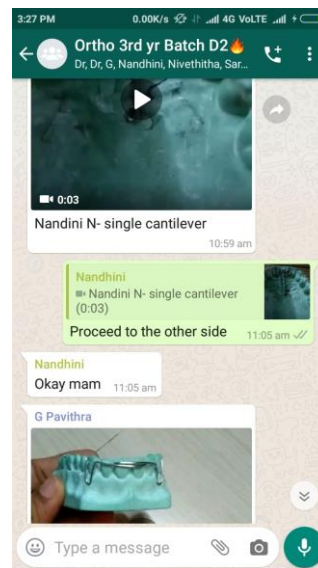 3:27 PM 0.00K/s 4G VoLTE
Ortho 3rd yr Batch D2🔥
Dr, Dr, G, Nandhini, Nivethitha, Sar...
0:03
Nandini N- single cantilever
10:59 am
Nandhini
Nandini N- single cantilever
(0:03)
Proceed to the other side 11:05 am
Nandhini
Okay mam 11:05 am
G Pavithra
Type a message